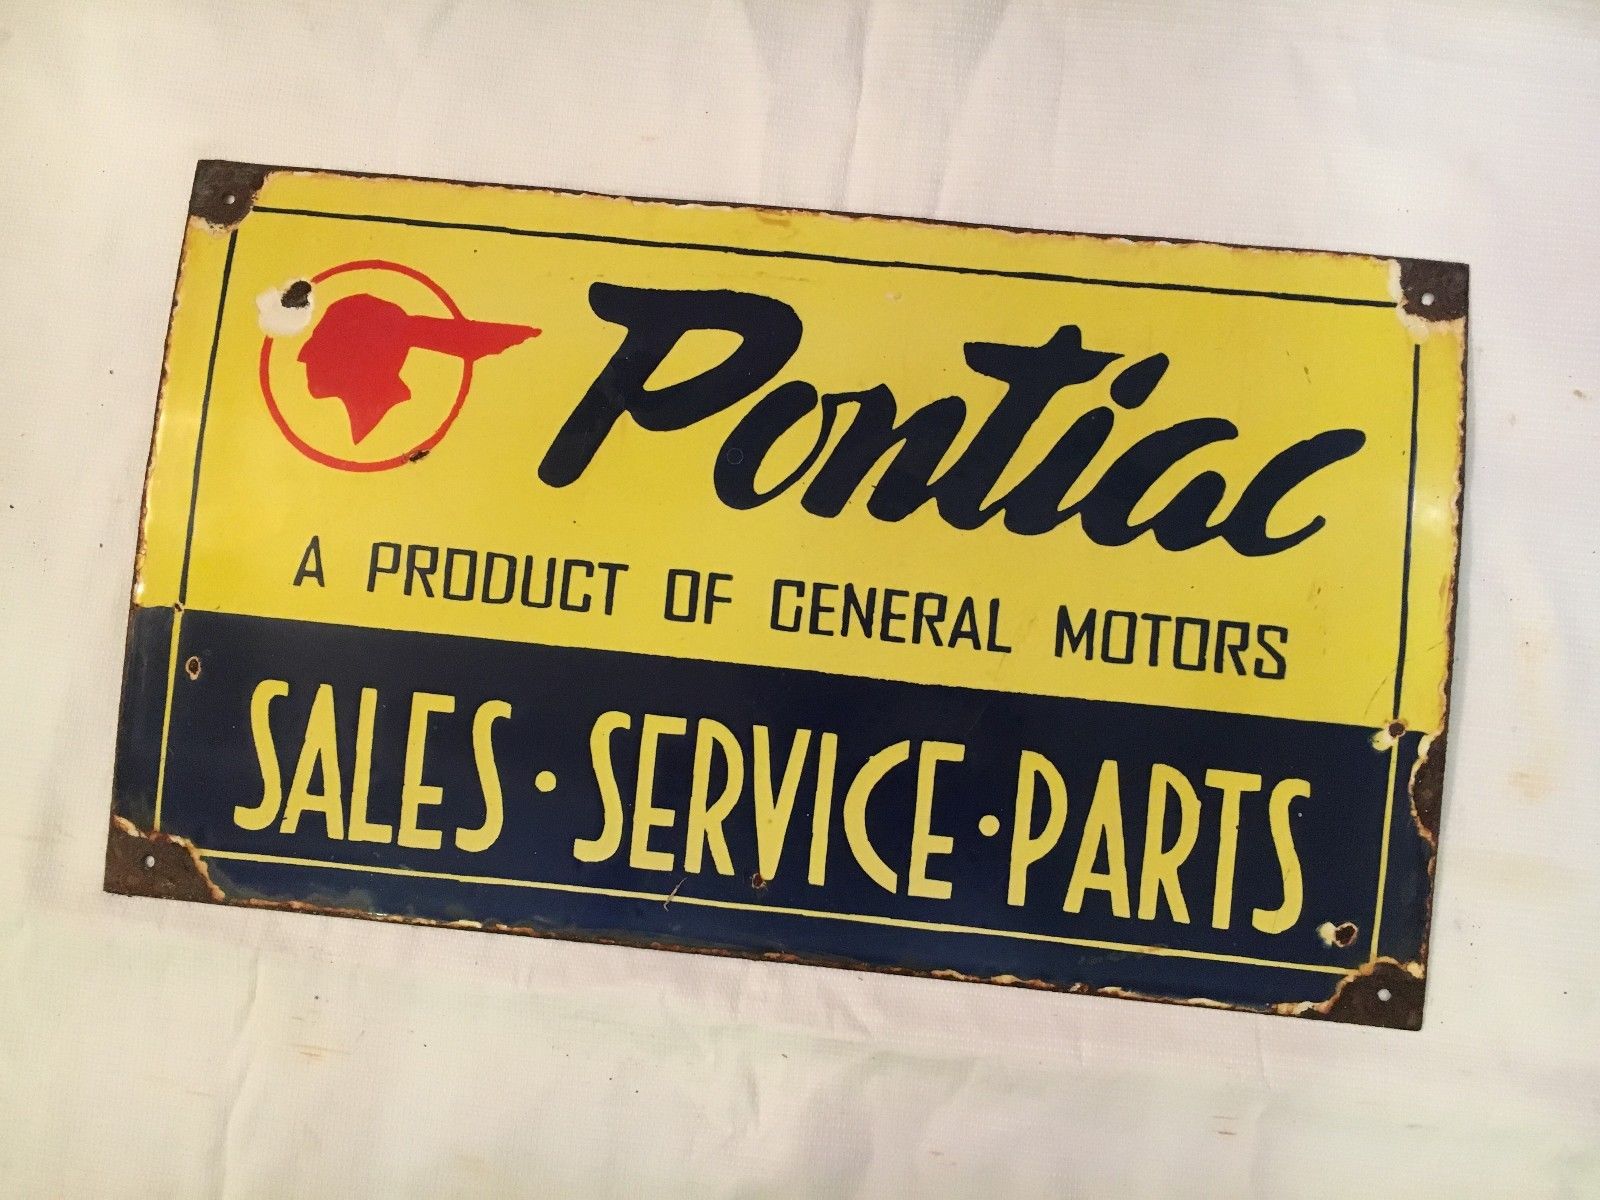 Pontiac
A PRODUCT OF GENERAL MOTORS
SALES · SERVICE · PARTS